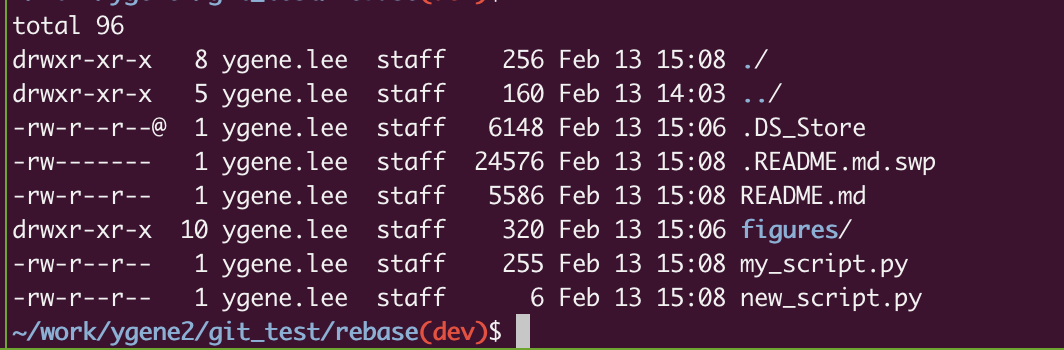 total 96
drwxr-xr-x   8 ygene.lee  staff    256 Feb 13 15:08 ./
drwxr-xr-x   5 ygene.lee  staff    160 Feb 13 14:03 ../
-rw-r--r--@  1 ygene.lee  staff   6148 Feb 13 15:06 .DS_Store
-rw-------   1 ygene.lee  staff  24576 Feb 13 15:08 .README.md.swp
-rw-r--r--   1 ygene.lee  staff   5586 Feb 13 15:08 README.md
drwxr-xr-x  10 ygene.lee  staff    320 Feb 13 15:06 figures/
-rw-r--r--   1 ygene.lee  staff    255 Feb 13 15:08 my_script.py
-rw-r--r--   1 ygene.lee  staff      6 Feb 13 15:08 new_script.py
~/work/ygene2/git_test/rebase(dev)$